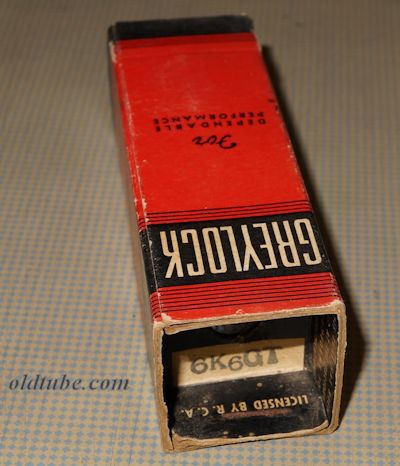 For
DEPENDABLE
PERFORMANCE
GREYLOCK
6K6GT
LICENSED BY R. C. A.
oldtube.com